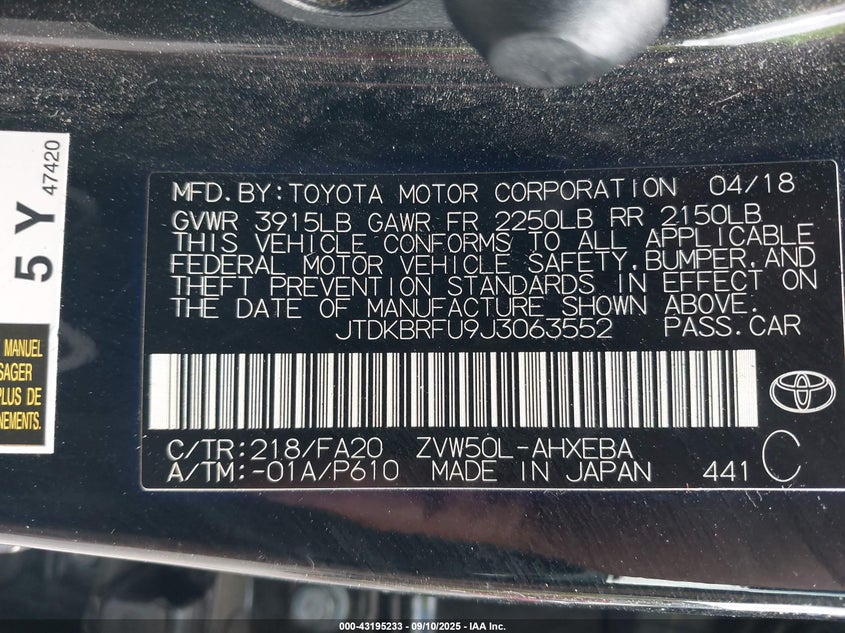 5 Y
47420
MANUEL
SAGER
PLUS DE
NEMENTS.
MFD.BY:TOYOTA MOTOR CORPORATION 04/18
GVWR 3915LB GAWR FR 2250LB RR 2150LB
THIS VEHICLE CONFORMS TO ALL APPLICABLE
FEDERAL MOTOR VEHICLE SAFETY,BUMPER,AND
THEFT PREVENTION STANDARDS IN EFFECT ON
THE DATE OF MANUFACTURE SHOWN ABOVE.
JTDKBRFU9J3063552 PASS.CAR
C/TR:218/FA20 ZVW50L-AHXEBA
A/TM:-01A/P610 MADE IN JAPAN 441 C
000-43195233 - 09/10/2025 - IAA Inc.